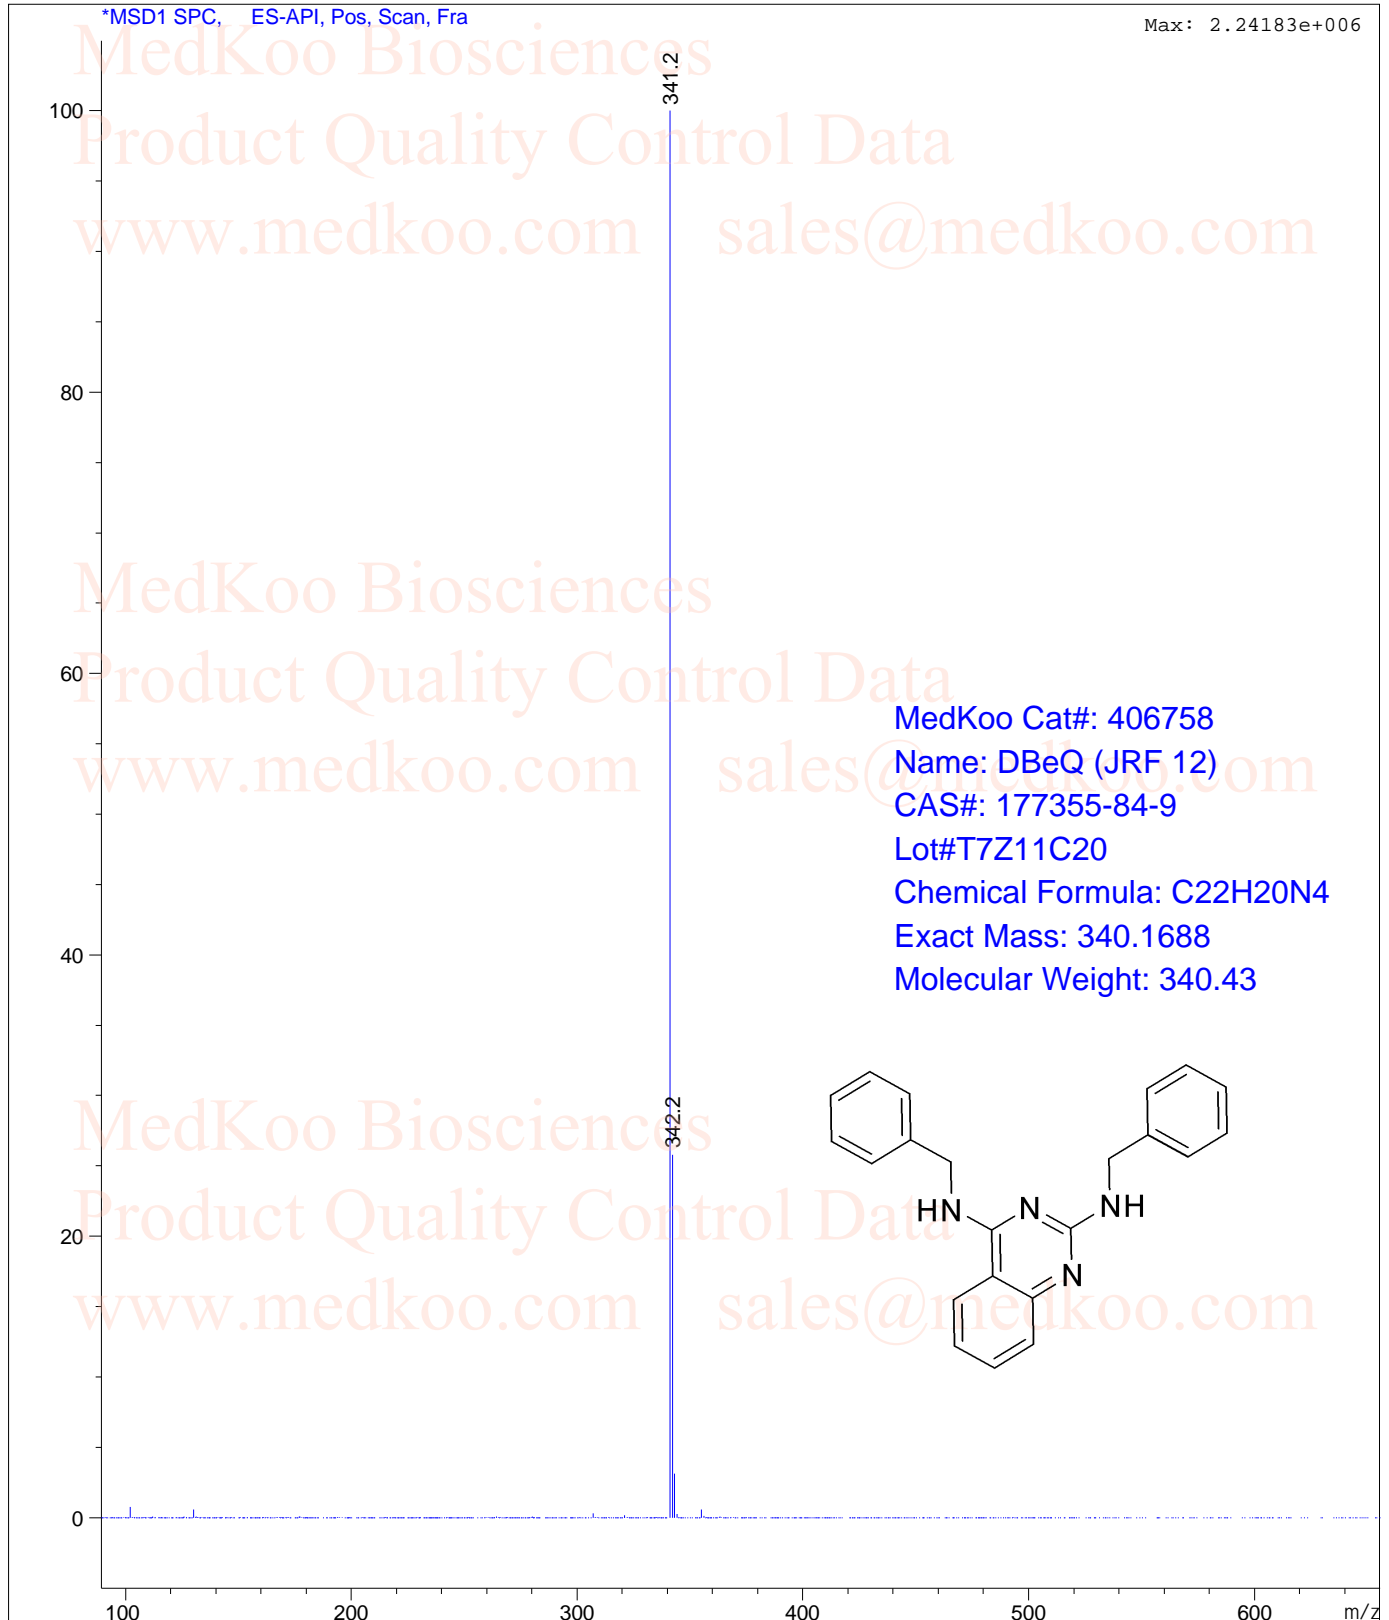 *MSD1 SPC, ES-API, Pos, Scan, Fra
Max: 2.24183e+006
MedKoo Biosciences
341.2
100
Product Quality Control Data
www.medkoo.com sales@medkoo.com
80
MedKoo Biosciences
60
Product Quality Control Data
MedKoo Cat#: 406758
www.medkoo.com sales@medkoo.com
Name: DBeQ (JRF 12)
CAS#: 177355-84-9
Lot#T7Z11C20
Chemical Formula: C22H20N4
40
Exact Mass: 340.1688
Molecular Weight: 340.43
MedKoo Biosciences
342.2
Product Quality Control Data
HN N NH
20
N
www.medkoo.com sales@medkoo.com
0
100 200 300 400 500 600 m/z